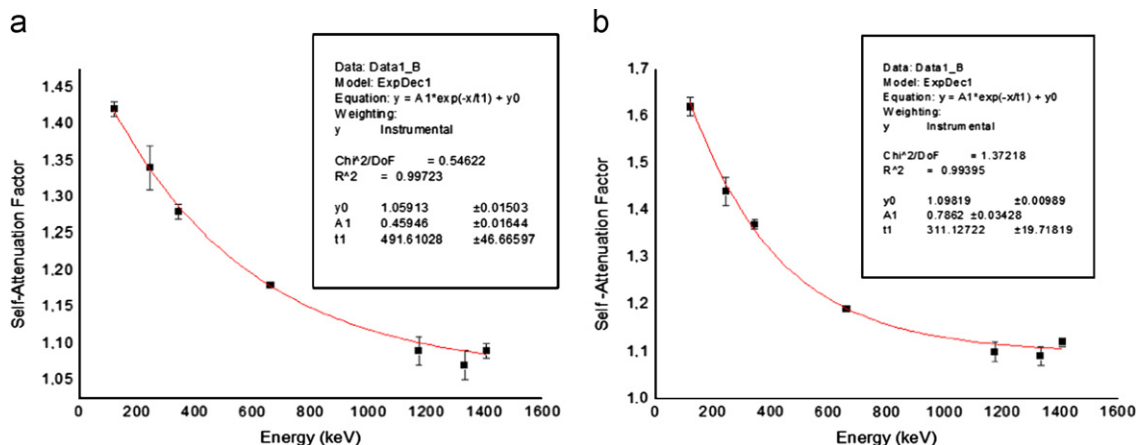 a
Self-Attenuation Factor
1.45
1.40
1.35
1.30
1.25
1.20
1.15
1.10
1.05
0 200 400 600 800 1000 1200 1400 1600
Energy (keV)
Data: Data1_B
Model: ExpDec1
Equation: y = A1*exp(-x/t1) + y0
Weighting:
y Instrumental
Chi^2/DoF = 0.54622
R^2 = 0.99723
y0 1.05913 ±0.01503
A1 0.45946 ±0.01644
t1 491.61028 ±46.66597
b
Self -Attenuation Factor
1.7
1.6
1.5
1.4
1.3
1.2
1.1
1.0
0 200 400 600 800 1000 1200 1400 1600
Energy (keV)
Data: Data1_B
Model: ExpDec1
Equation: y = A1*exp(-x/t1) + y0
Weighting:
y Instrumental
Chi^2/DoF = 1.37218
R^2 = 0.99395
y0 1.09819 ±0.00989
A1 0.7862 ±0.03428
t1 311.12722 ±19.71819